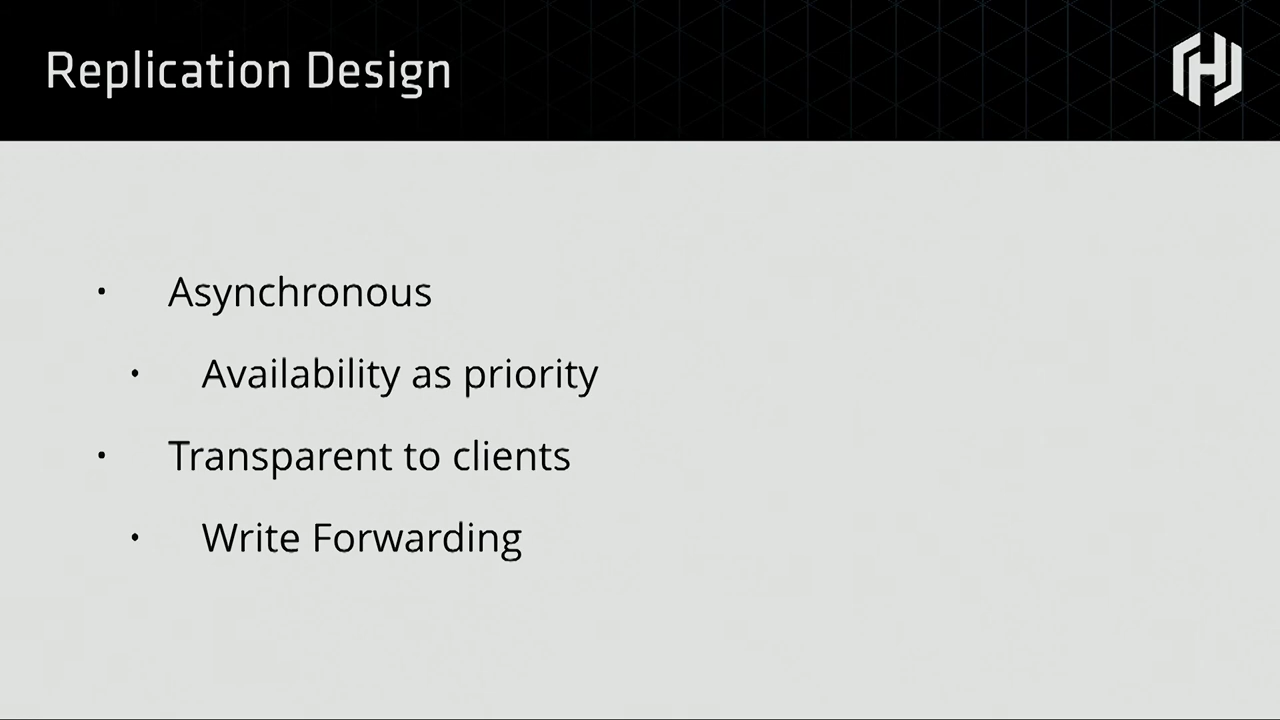 Replication Design
• Asynchronous
• Availability as priority
• Transparent to clients
• Write Forwarding